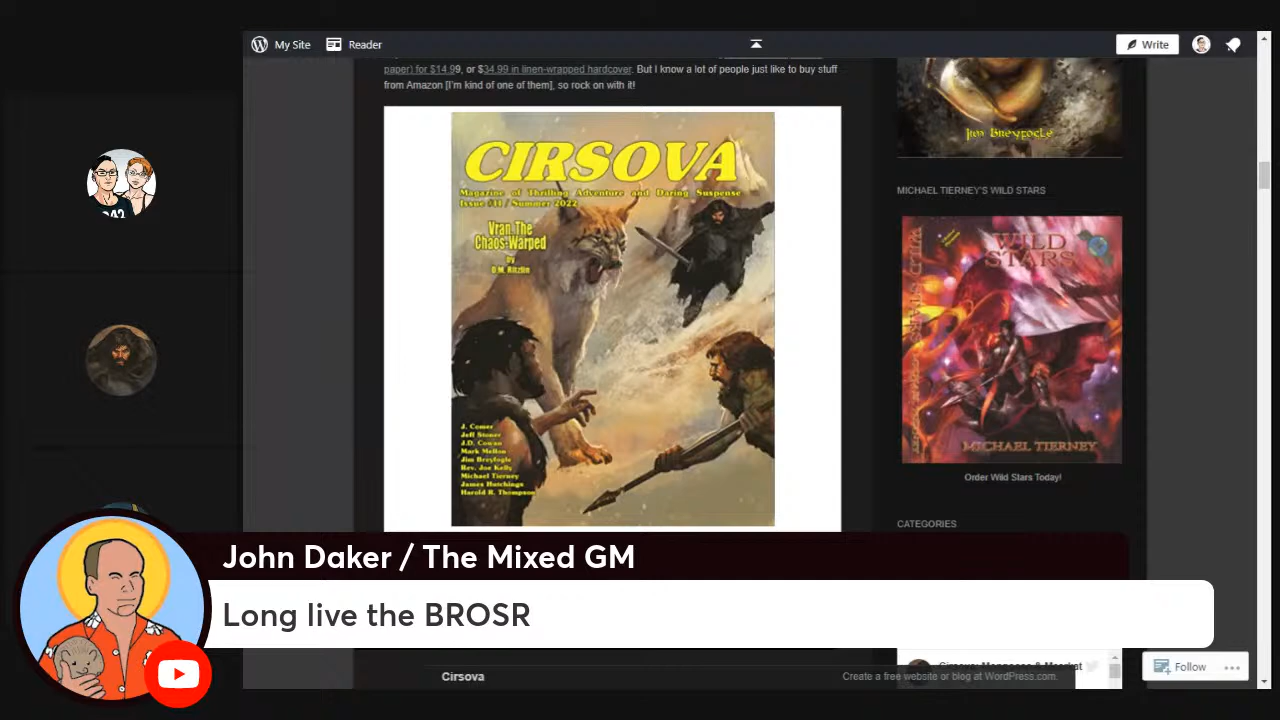 My Site
Reader
Write
paper) for $14.99, or $34.99 in linen-wrapped hardcover. But I know a lot of people just like to buy stuff
from Amazon [I'm kind of one of them], so rock on with it!
CIRSOVA
Magazine of Thrilling Adventure and Daring Suspense
Issue #11 / Summer 2022
Vran, The
Chaos-Warped
by
D.M. Ritzlin
J. Comer
Jeff Stoner
J.D. Cowan
Mark Mellon
Jim Breyfogle
Rev. Joe Kelly
Michael Tierney
James Hutchings
Harold R. Thompson
Jim Breyfogle
MICHAEL TIERNEY'S WILD STARS
WILD
STARS
WILD STARS
MICHAEL TIERNEY
Order Wild Stars Today!
CATEGORIES
John Daker / The Mixed GM
Long live the BROSR
Cirsova: Mongoose & Meerkat
Follow
Cirsova
Create a free website or blog at WordPress.com.